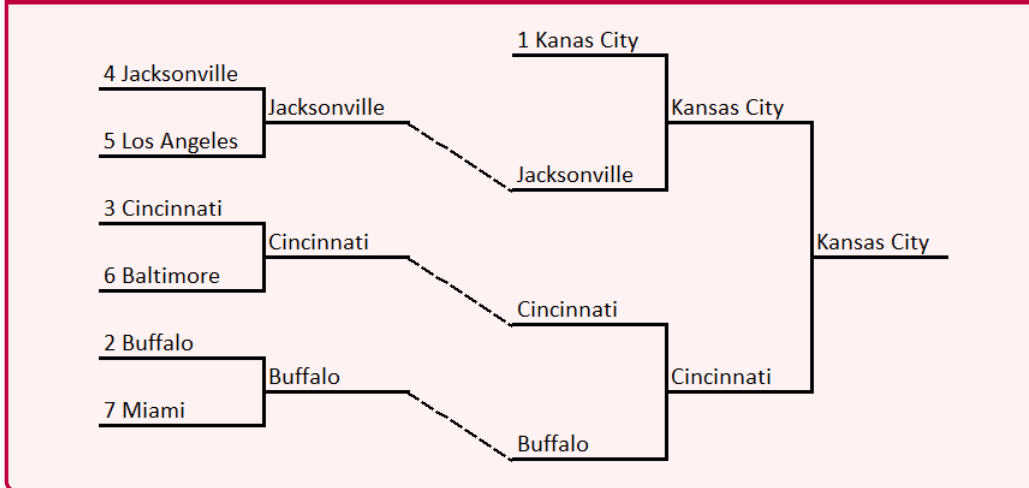 1 Kanas City
4 Jacksonville
Jacksonville
Kansas City
5 Los Angeles
Jacksonville
3 Cincinnati
Cincinnati
Kansas City
6 Baltimore
Cincinnati
2 Buffalo
Buffalo
Cincinnati
7 Miami
Buffalo